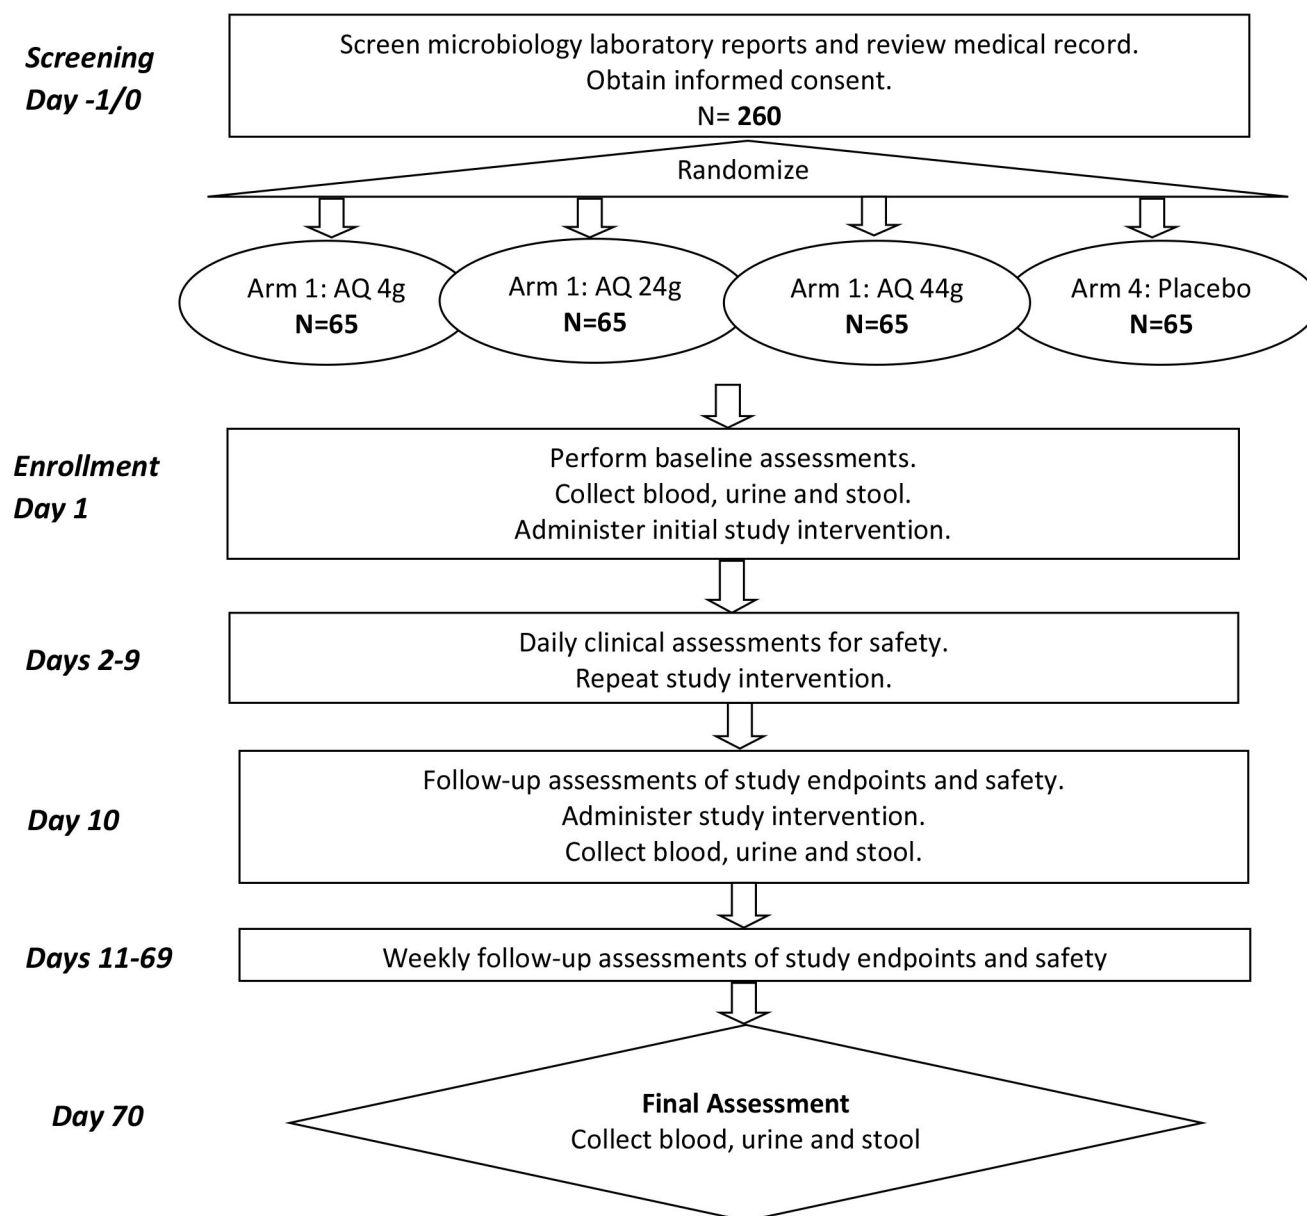 Screening
Day -1/0
Screen microbiology laboratory reports and review medical record.
Obtain informed consent.
N= 260
Randomize
Arm 1: AQ 4g
N=65
Arm 1: AQ 24g
N=65
Arm 1: AQ 44g
N=65
Arm 4: Placebo
N=65
Enrollment
Day 1
Perform baseline assessments.
Collect blood, urine and stool.
Administer initial study intervention.
Days 2-9
Daily clinical assessments for safety.
Repeat study intervention.
Day 10
Follow-up assessments of study endpoints and safety.
Administer study intervention.
Collect blood, urine and stool.
Days 11-69
Weekly follow-up assessments of study endpoints and safety
Day 70
Final Assessment
Collect blood, urine and stool